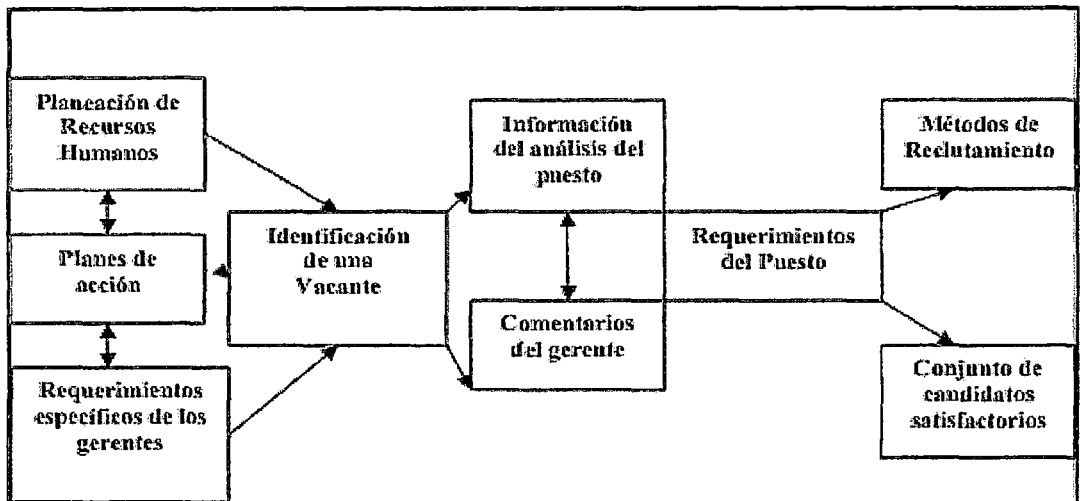 Planeación de
Recursos
Humanos
Planes de
acción
Requerimientos
específicos de los
gerentes
Identificación
de una
Vacante
Información
del análisis del
puesto
Comentarios
del gerente
Requerimientos
del Puesto
Métodos de
Reclutamiento
Conjunto de
candidatos
satisfactorios